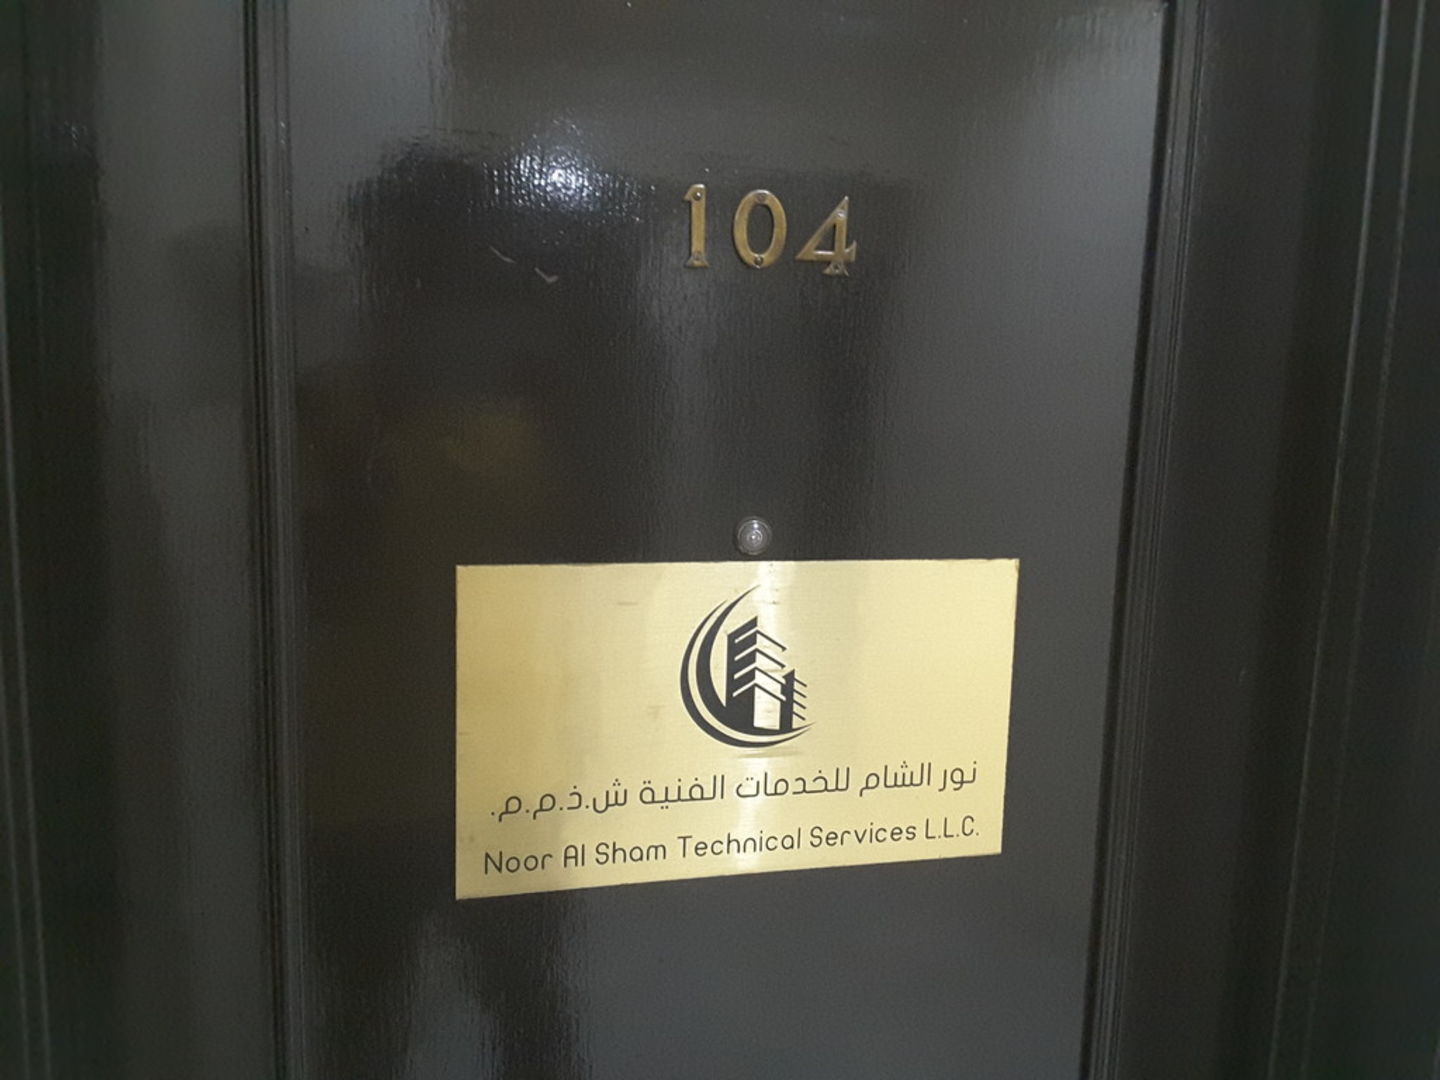 104
نور الشام للخدمات الفنية ش.ذ.م.م.
Noor Al Sham Technical Services L.L.C.